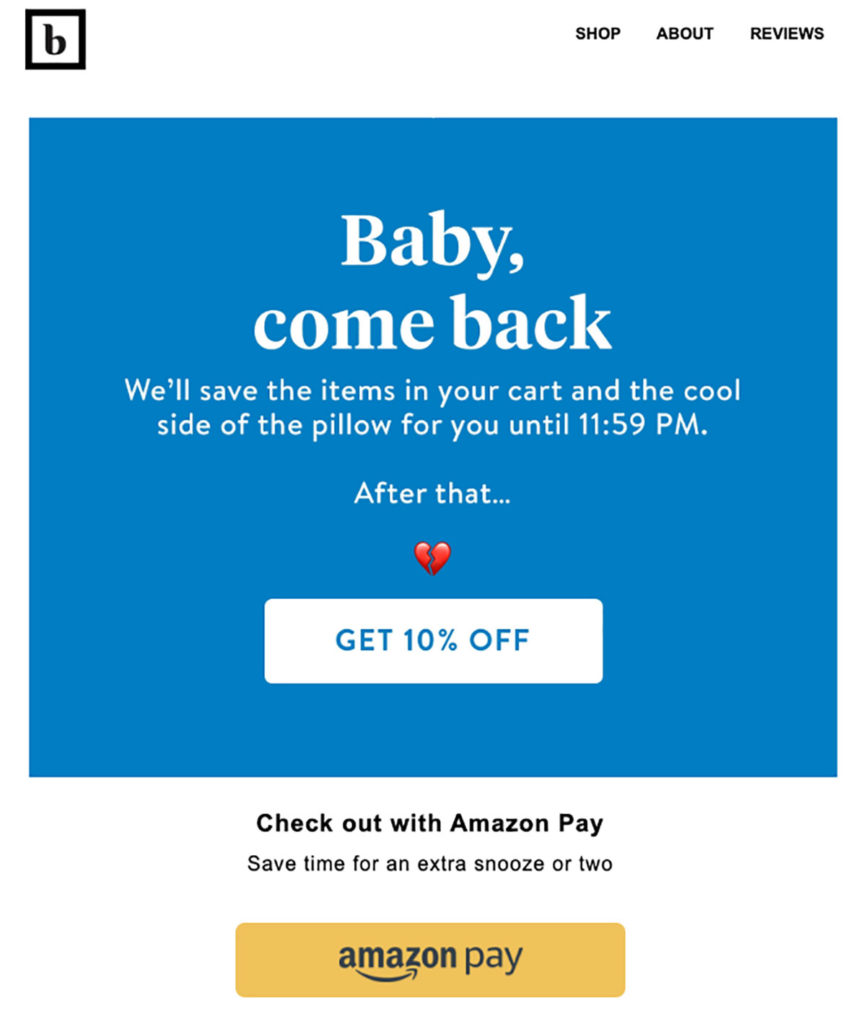 b
SHOP ABOUT REVIEWS
Baby,
come back
We’ll save the items in your cart and the cool
side of the pillow for you until 11:59 PM.
After that...
💔
GET 10% OFF
Check out with Amazon Pay
Save time for an extra snooze or two
amazon pay